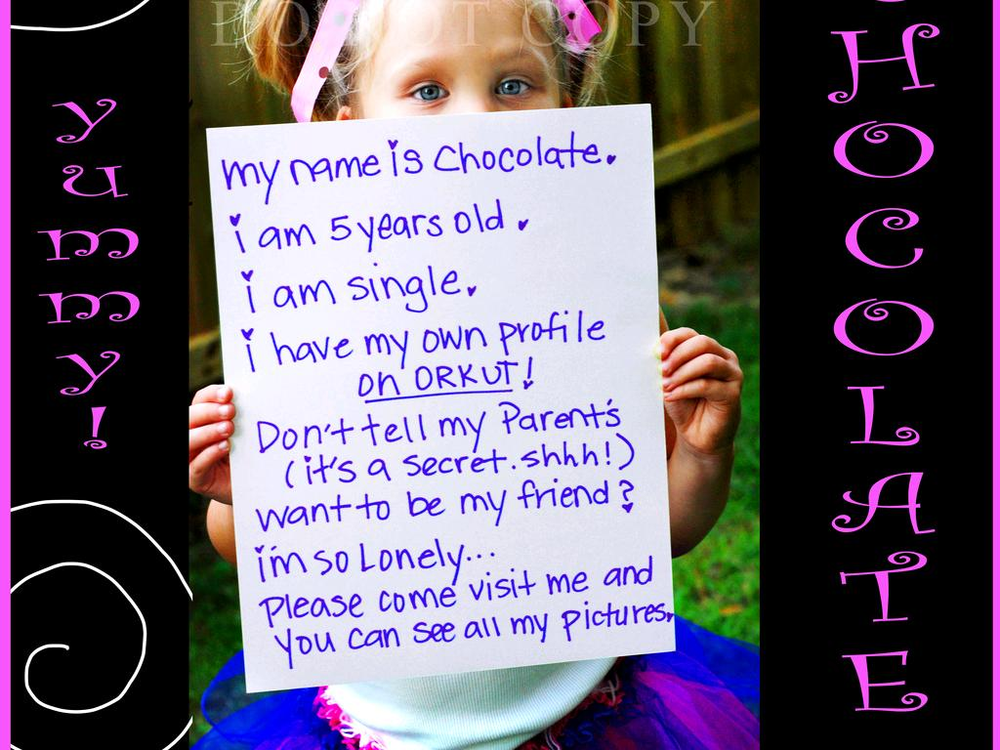 DO NOT COPY
yummy!
my name is Chocolate.
i am 5 years old.
i am single.
i have my own profile
on ORKUT!
Don't tell my Parent's
(it's a secret.shhh!)
want to be my friend?
i'm so Lonely...
Please come visit me and
you can see all my pictures.
HOCOLATE